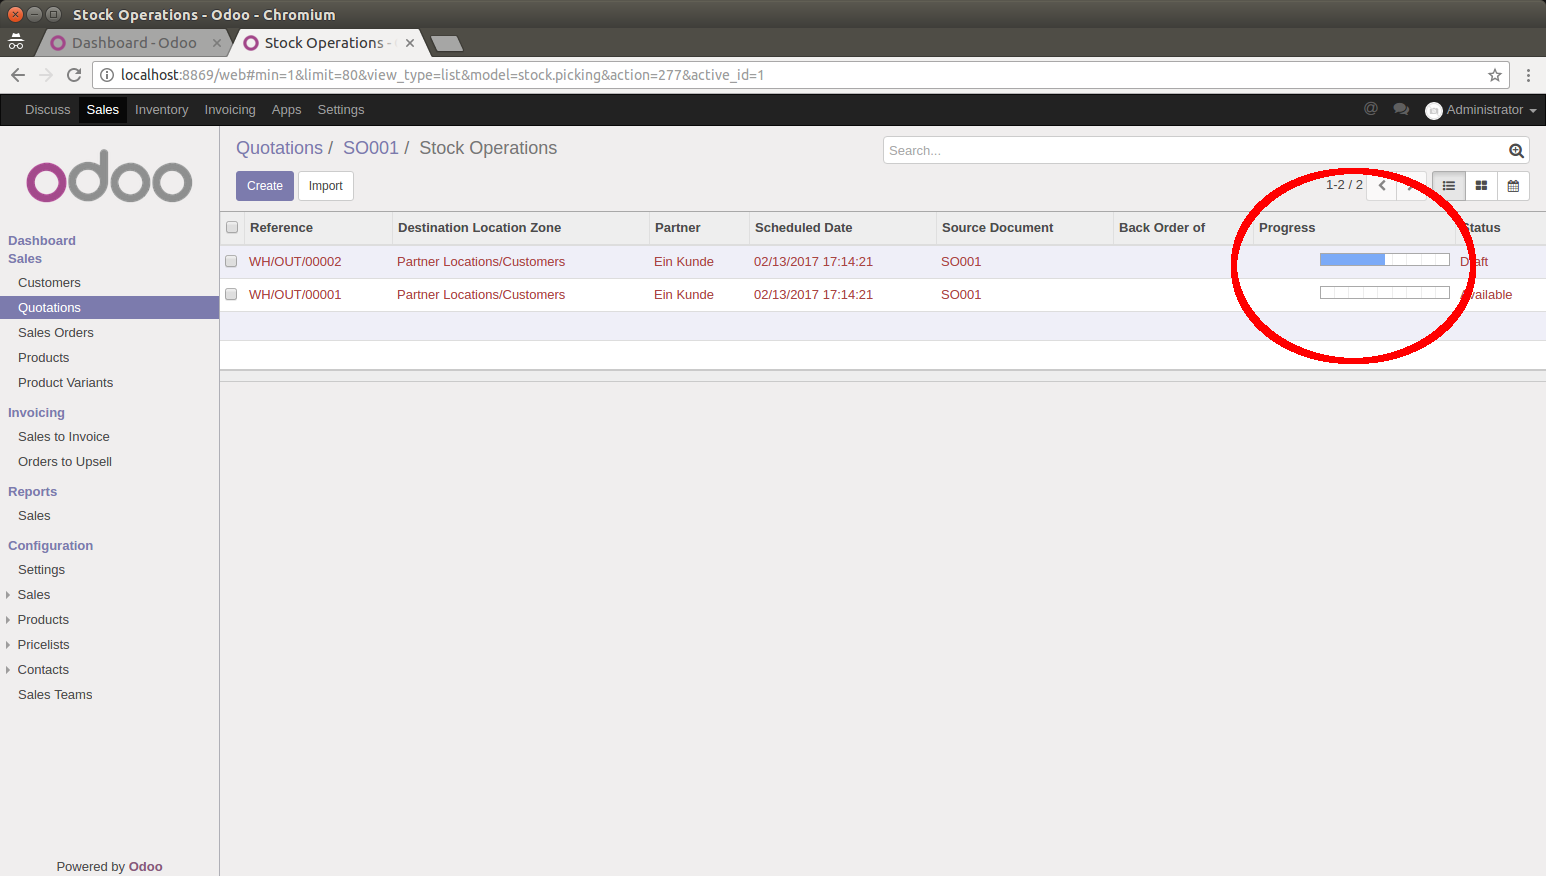 Stock Operations - Odoo - Chromium
Dashboard - Odoo
Stock Operations -
localhost:8869/web#min=1&limit=80&view_type=list&model=stock.picking&action=277&active_id=1
Discuss Sales Inventory Invoicing Apps Settings @ Administrator
odoo
Quotations / SO001 / Stock Operations
Search...
Create Import
1-2 / 2
Reference Destination Location Zone Partner Scheduled Date Source Document Back Order of Progress Status
WH/OUT/00002 Partner Locations/Customers Ein Kunde 02/13/2017 17:14:21 SO001 Draft
WH/OUT/00001 Partner Locations/Customers Ein Kunde 02/13/2017 17:14:21 SO001 Available
Dashboard
Sales
Customers
Quotations
Sales Orders
Products
Product Variants
Invoicing
Sales to Invoice
Orders to Upsell
Reports
Sales
Configuration
Settings
Sales
Products
Pricelists
Contacts
Sales Teams
Powered by Odoo